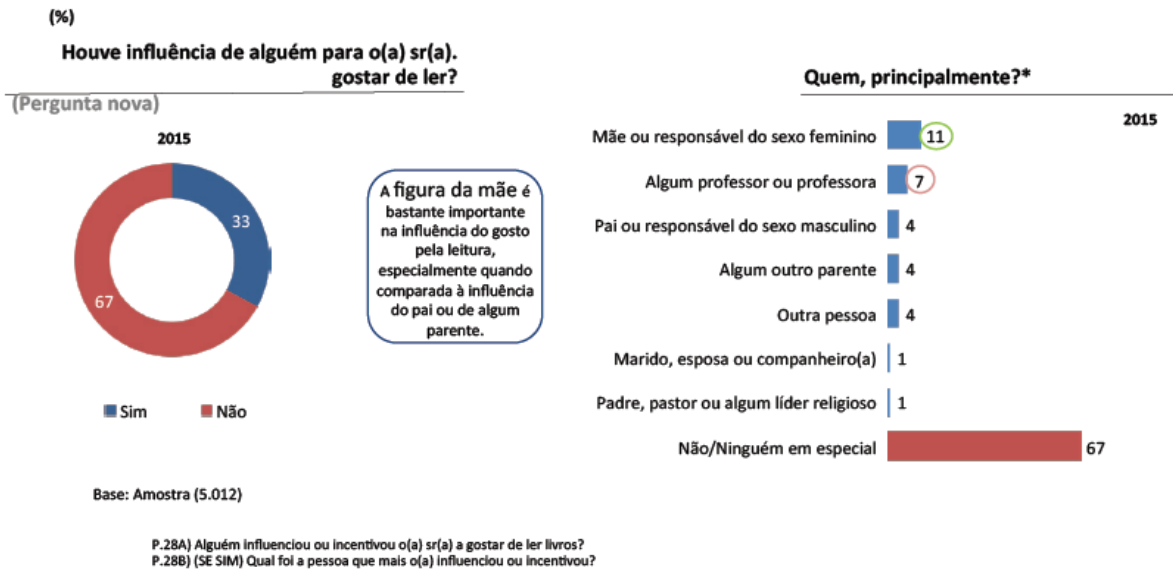 (%)
Houve influência de alguém para o(a) sr(a).
gostar de ler?
(Pergunta nova)
2015
33
67
Sim
Não
A figura da mãe é
bastante importante
na influência do gosto
pela leitura,
especialmente quando
comparada à influência
do pai ou de algum
parente.
Quem, principalmente?*
2015
Mãe ou responsável do sexo feminino 11
Algum professor ou professora 7
Pai ou responsável do sexo masculino 4
Algum outro parente 4
Outra pessoa 4
Marido, esposa ou companheiro(a) 1
Padre, pastor ou algum líder religioso 1
Não/Ninguém em especial 67
Base: Amostra (5.012)
P.28A) Alguém influenciou ou incentivou o(a) sr(a) a gostar de ler livros?
P.28B) (SE SIM) Qual foi a pessoa que mais o(a) influenciou ou incentivou?